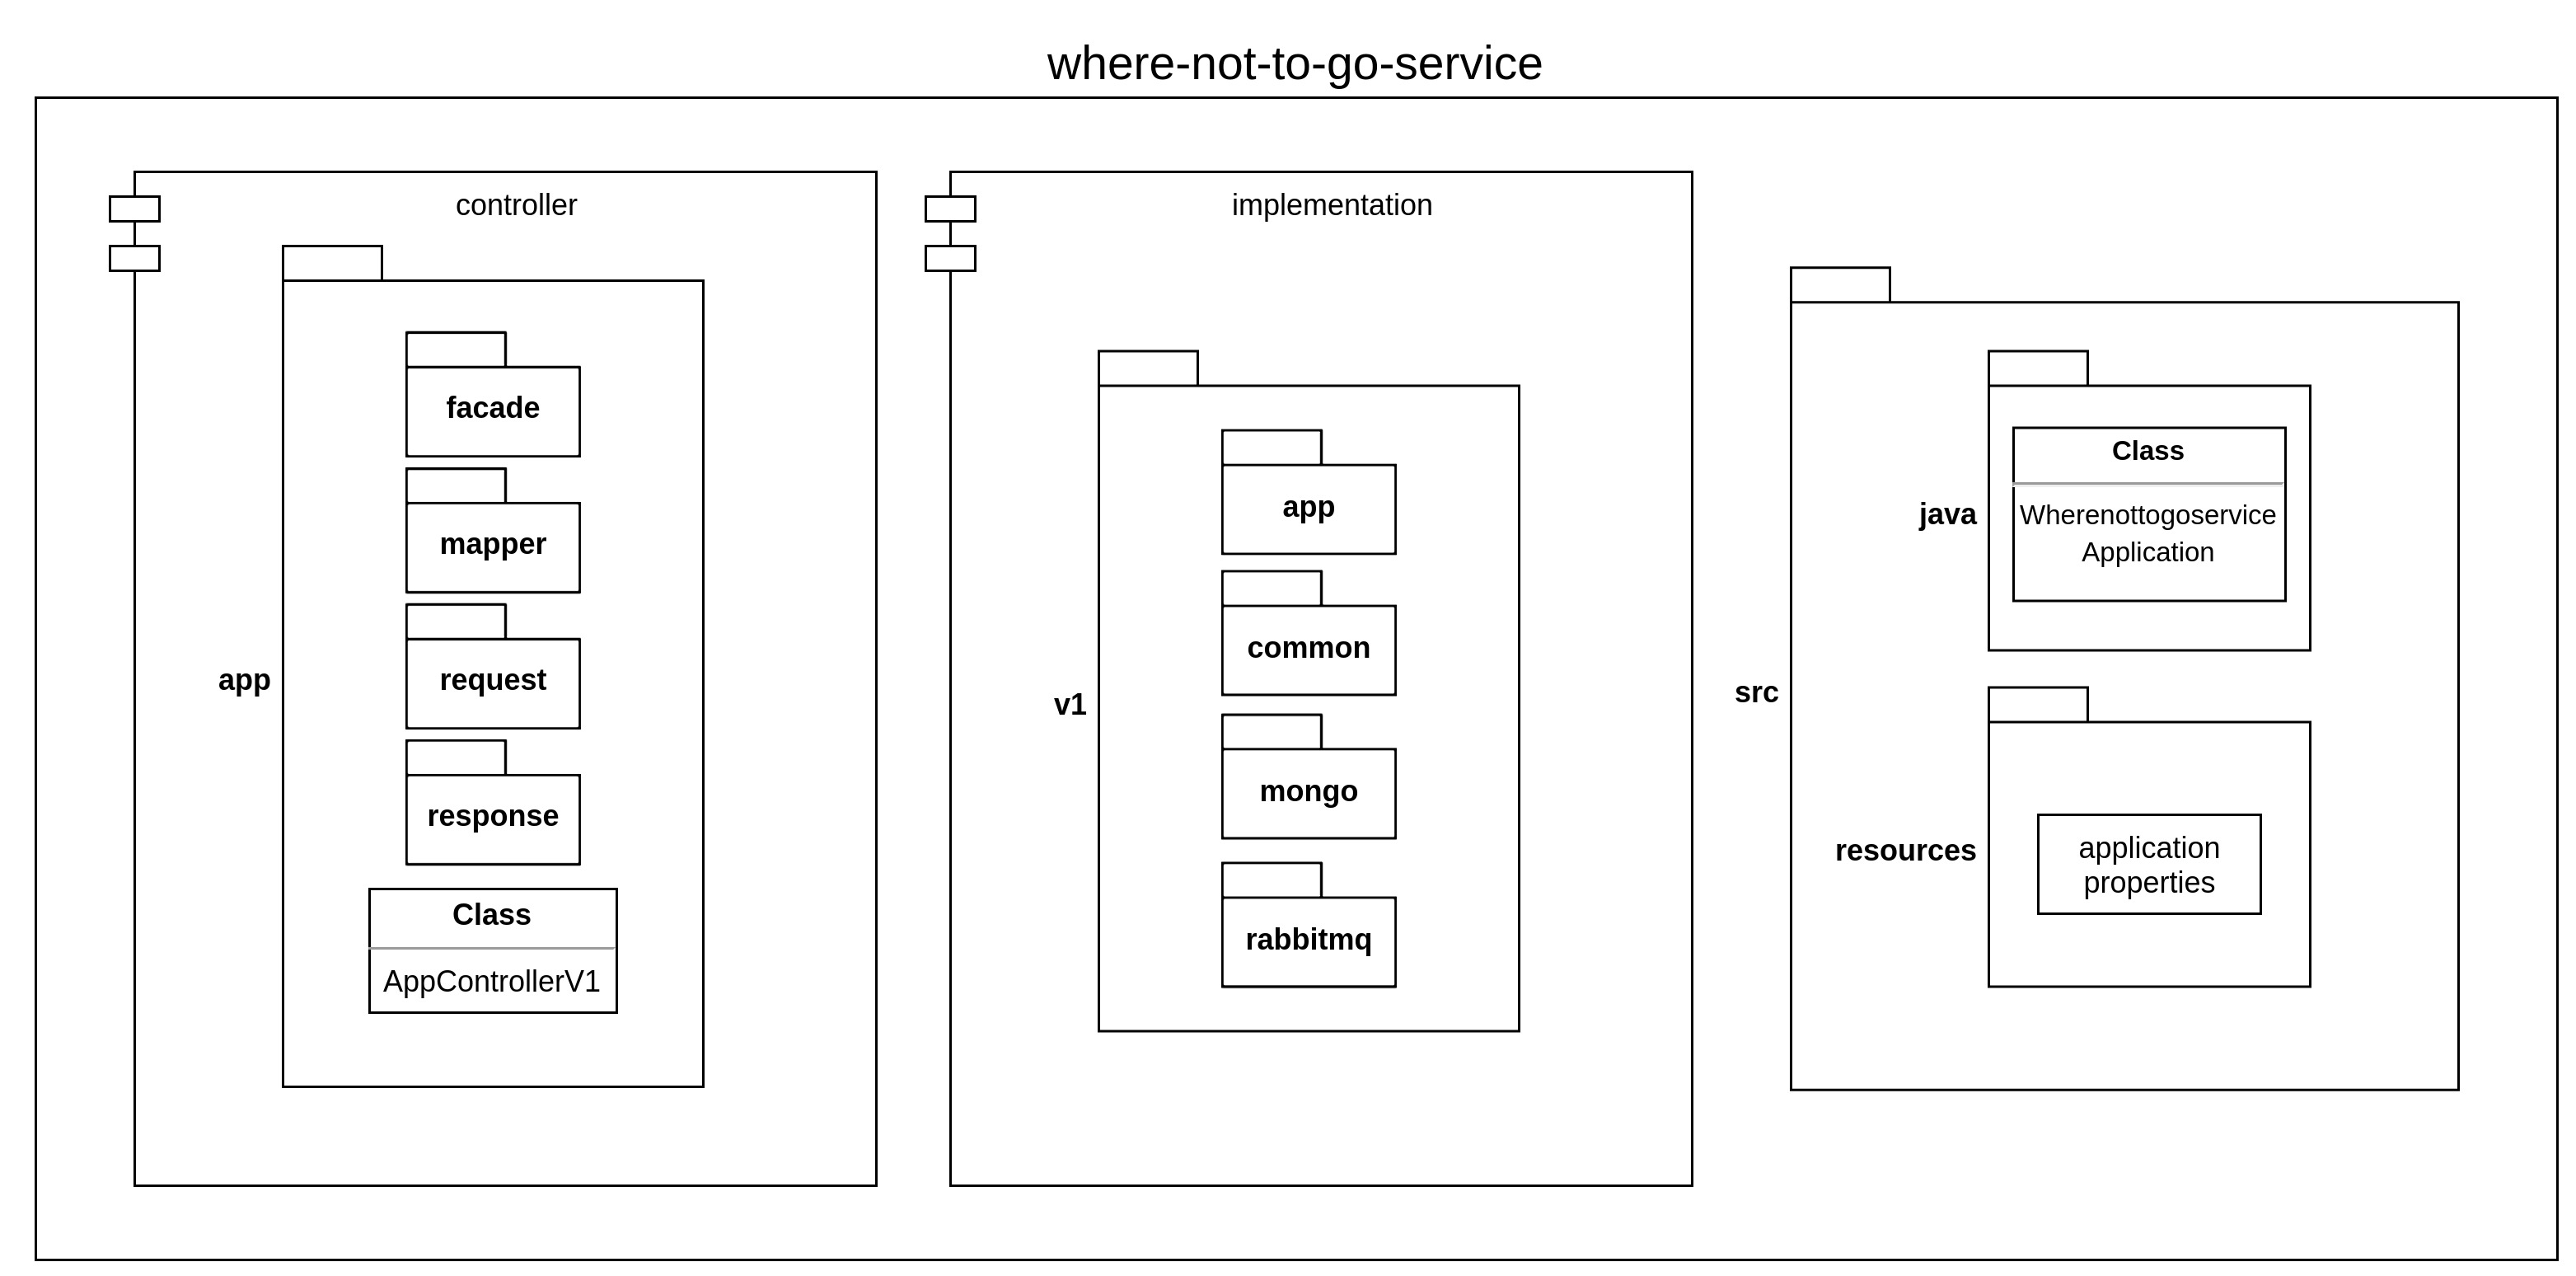 where-not-to-go-service
controller
app
facade
mapper
request
response
Class
AppControllerV1
implementation
v1
app
common
mongo
rabbitmq
src
java
Class
Wherenottogoservice
Application
resources
application
properties